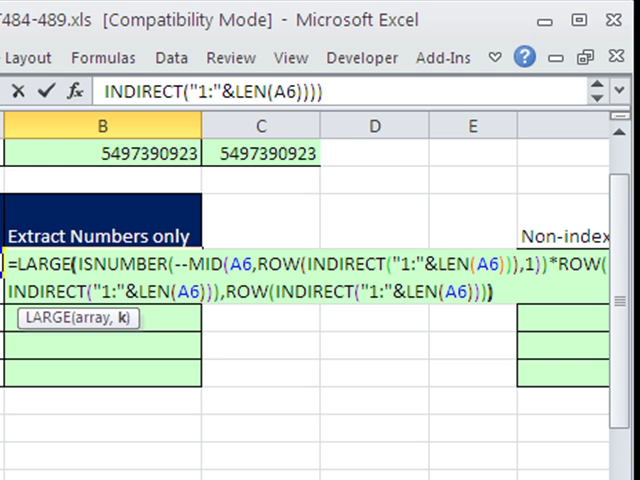 7484-489.xls [Compatibility Mode] - Microsoft Excel
Layout Formulas Data Review View Developer Add-Ins
fx INDIRECT("1:"&LEN(A6))))
B C D E
5497390923 5497390923
Extract Numbers only Non-index
=LARGE(ISNUMBER(--MID(A6,ROW(INDIRECT("1:"&LEN(A6))),1))*ROW(
INDIRECT("1:"&LEN(A6))),ROW(INDIRECT("1:"&LEN(A6))))
LARGE(array, k)